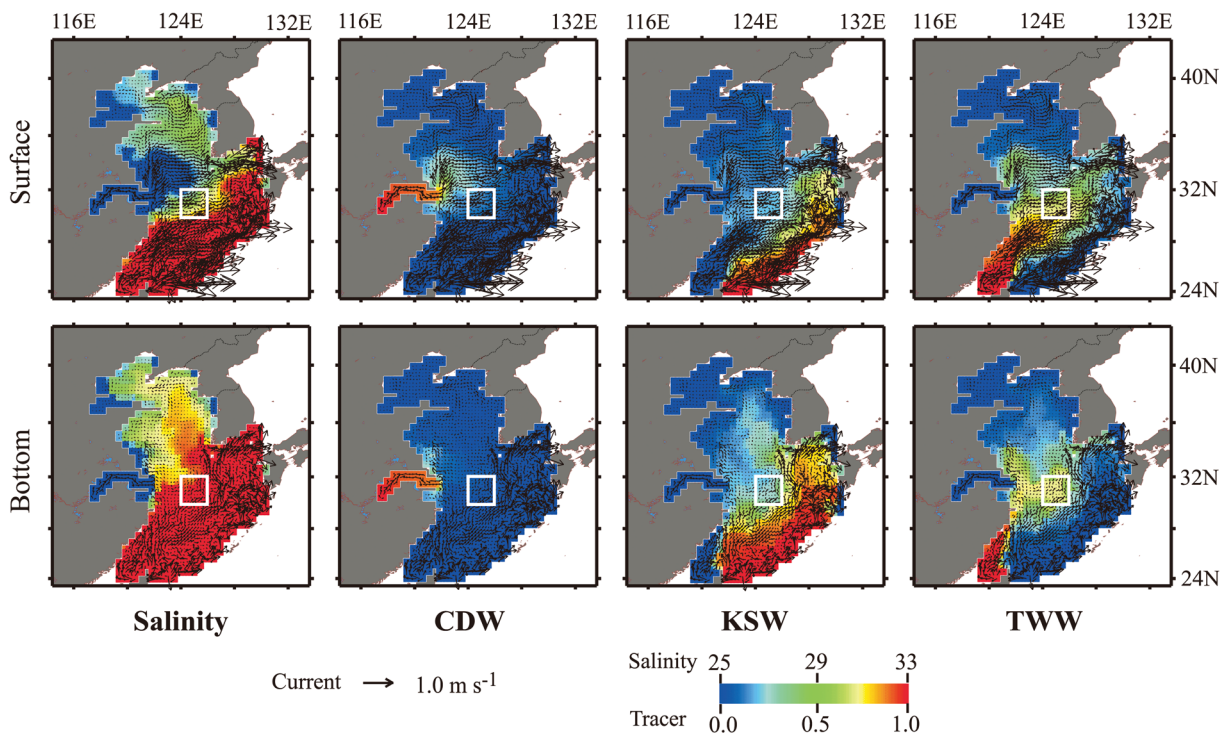 116E 124E 132E 116E 124E 132E 116E 124E 132E 116E 124E 132E
40N
Surface
32N
24N
40N
Bottom
32N
24N
Salinity CDW KSW TWW
Current 1.0 m s-1
Salinity 25 29 33
Tracer 0.0 0.5 1.0